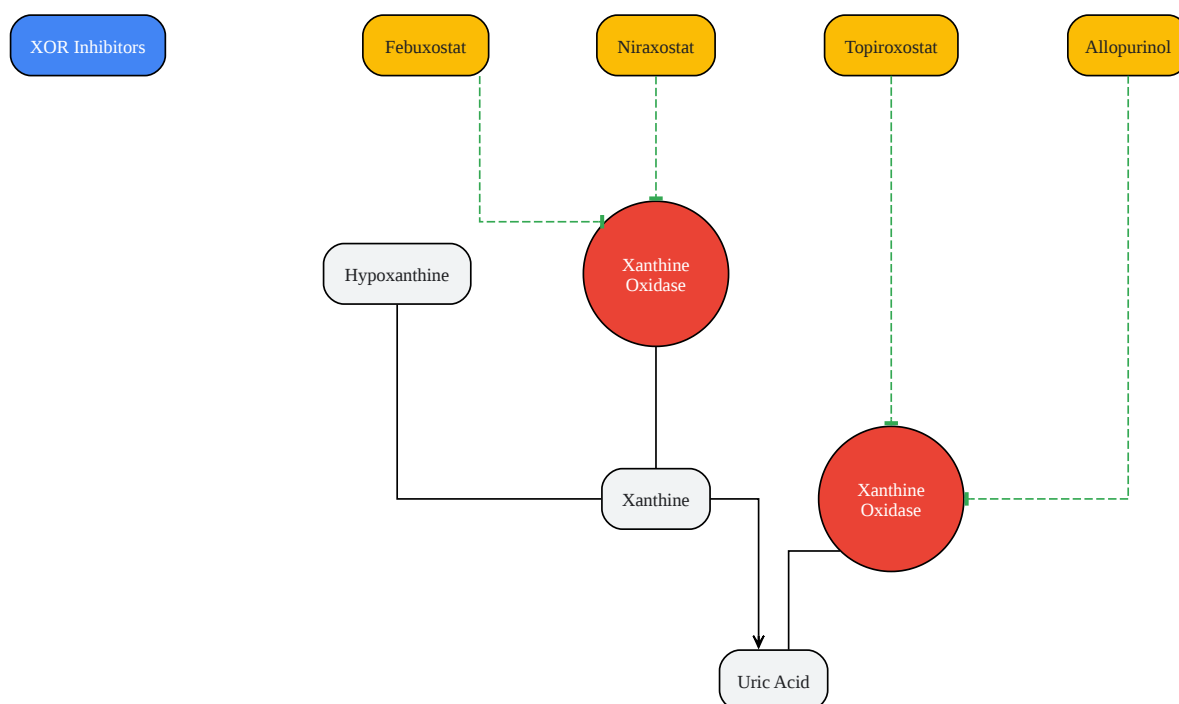 XOR Inhibitors
Febuxostat
Niraxostat
Topiroxostat
Allopurinol
Xanthine
Oxidase
Hypoxanthine
Xanthine
Xanthine
Oxidase
Uric Acid